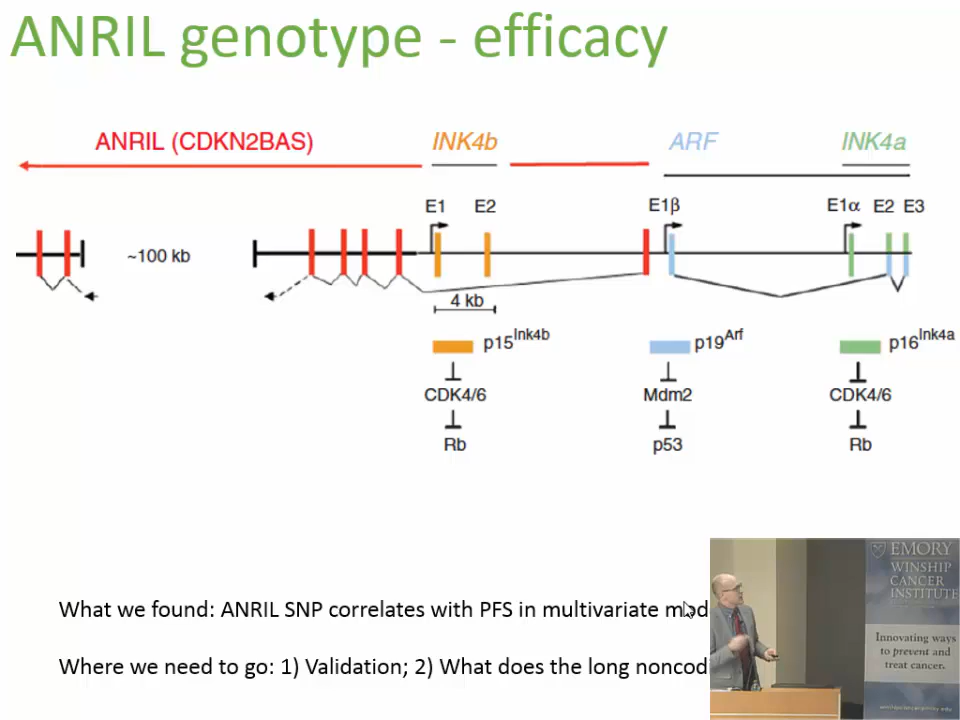 ANRIL genotype - efficacy
ANRIL (CDKN2BAS) INK4b ARF INK4a
E1 E2 E1β E1α E2 E3
~100 kb
4 kb
p15Ink4b p19Arf p16Ink4a
CDK4/6 Mdm2 CDK4/6
Rb p53 Rb
What we found: ANRIL SNP correlates with PFS in multivariate mod
Where we need to go: 1) Validation; 2) What does the long noncod
EMORY
WINSHIP
CANCER
INSTITUTE
Innovating ways
to prevent and
treat cancer.